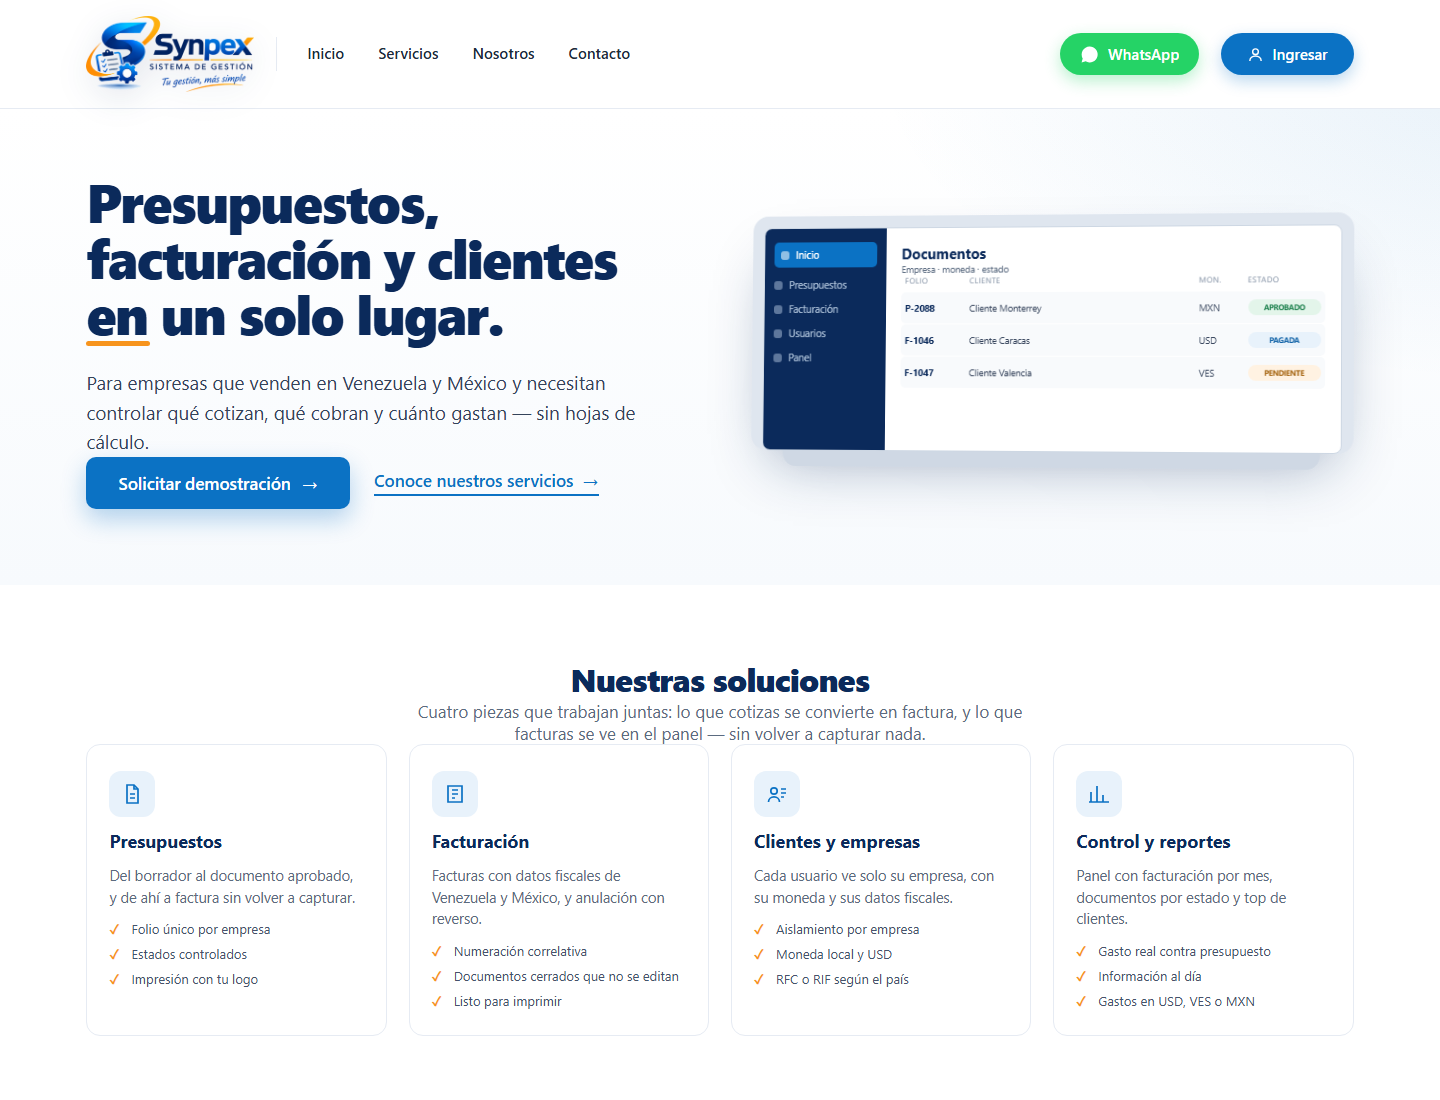 Synpex
SISTEMA DE GESTIÓN
Tu gestión, más simple
Inicio
Servicios
Nosotros
Contacto
WhatsApp
Ingresar
Presupuestos,
facturación y clientes
en un solo lugar.
Para empresas que venden en Venezuela y México y necesitan
controlar qué cotizan, qué cobran y cuánto gastan — sin hojas de
cálculo.
Solicitar demostración →
Conoce nuestros servicios →
Inicio
Presupuestos
Facturación
Usuarios
Panel
Documentos
Empresa · moneda · estado
FOLIO CLIENTE MON. ESTADO
P-2088 Cliente Monterrey MXN APROBADO
F-1046 Cliente Caracas USD PAGADA
F-1047 Cliente Valencia VES PENDIENTE
Nuestras soluciones
Cuatro piezas que trabajan juntas: lo que cotizas se convierte en factura, y lo que
facturas se ve en el panel — sin volver a capturar nada.
Presupuestos
Del borrador al documento aprobado,
y de ahí a factura sin volver a capturar.
✓ Folio único por empresa
✓ Estados controlados
✓ Impresión con tu logo
Facturación
Facturas con datos fiscales de
Venezuela y México, y anulación con
reverso.
✓ Numeración correlativa
✓ Documentos cerrados que no se editan
✓ Listo para imprimir
Clientes y empresas
Cada usuario ve solo su empresa, con
su moneda y sus datos fiscales.
✓ Aislamiento por empresa
✓ Moneda local y USD
✓ RFC o RIF según el país
Control y reportes
Panel con facturación por mes,
documentos por estado y top de
clientes.
✓ Gasto real contra presupuesto
✓ Información al día
✓ Gastos en USD, VES o MXN